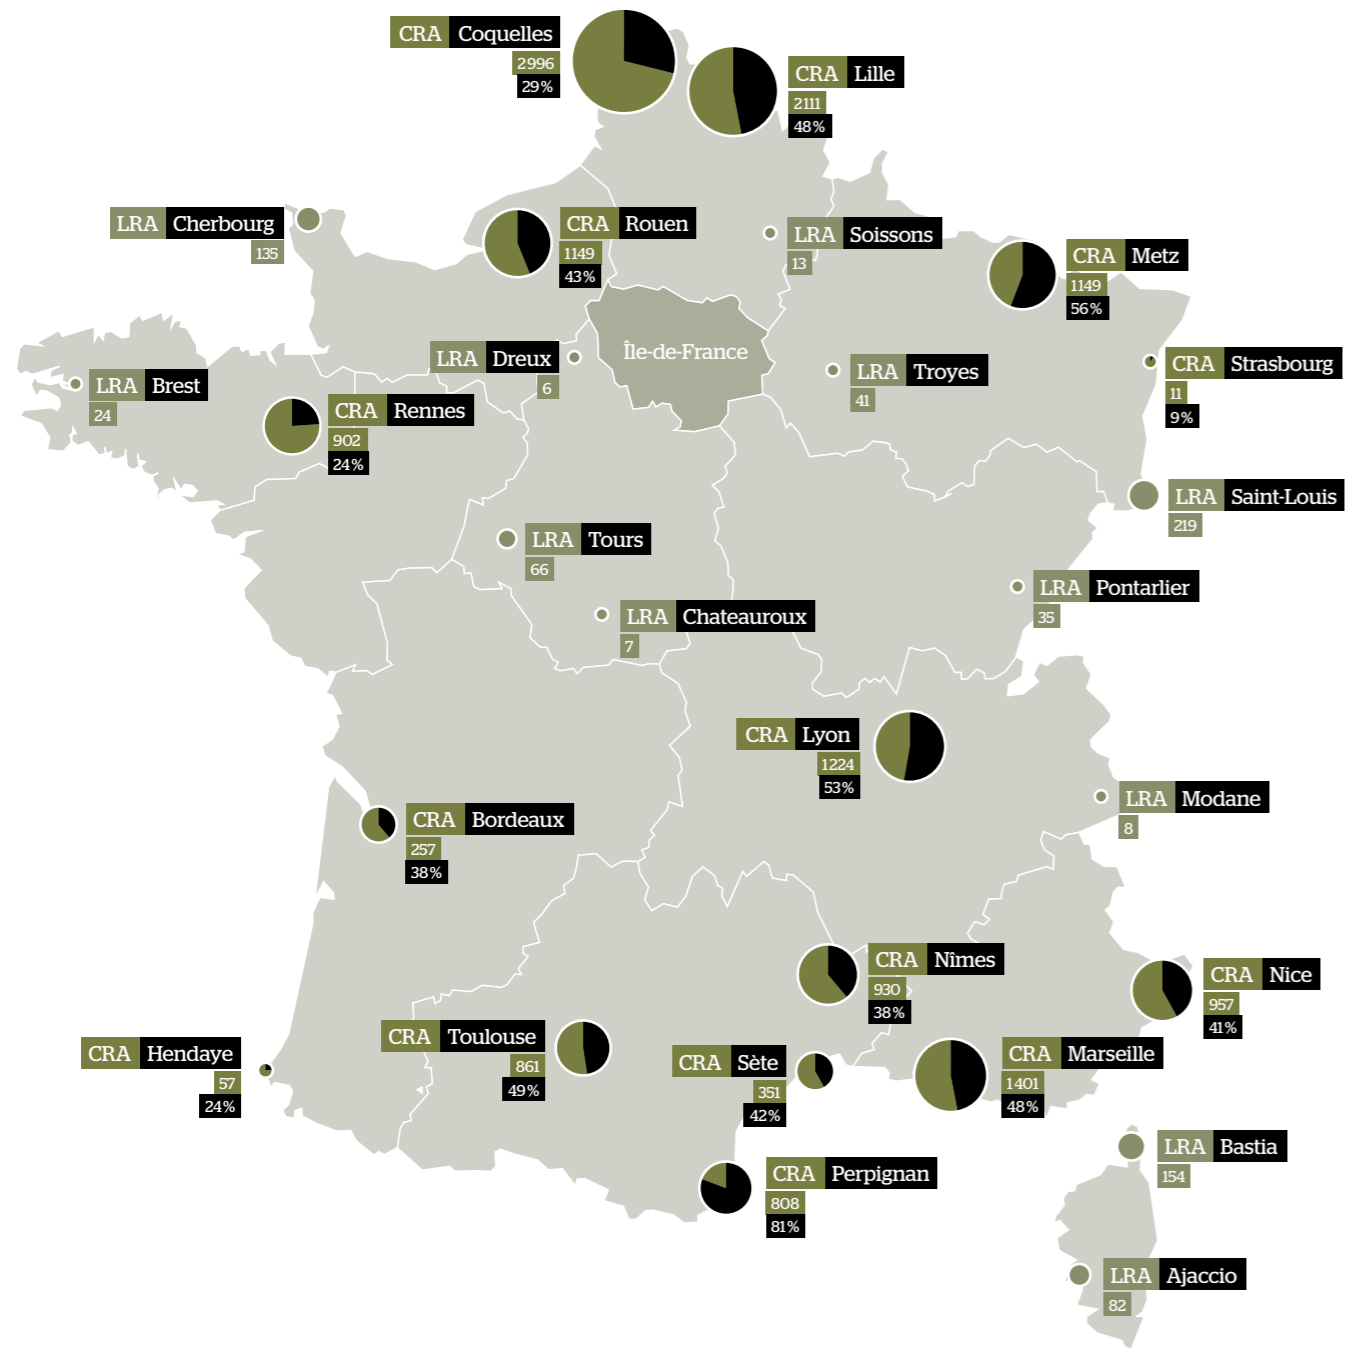 CRA Coquelles
2996
29%
CRA Lille
2111
48%
LRA Cherbourg
135
CRA Rouen
1149
43%
LRA Soissons
13
CRA Metz
1149
56%
Île-de-France
LRA Dreux
6
LRA Troyes
41
CRA Strasbourg
11
9%
LRA Brest
24
CRA Rennes
902
24%
LRA Saint-Louis
219
LRA Tours
66
LRA Pontarlier
35
LRA Chateauroux
7
CRA Lyon
1224
53%
LRA Modane
8
CRA Bordeaux
257
38%
CRA Nîmes
930
38%
CRA Nice
957
41%
CRA Toulouse
861
49%
CRA Hendaye
57
24%
CRA Sète
351
42%
CRA Marseille
1401
48%
LRA Bastia
154
CRA Perpignan
808
81%
LRA Ajaccio
82